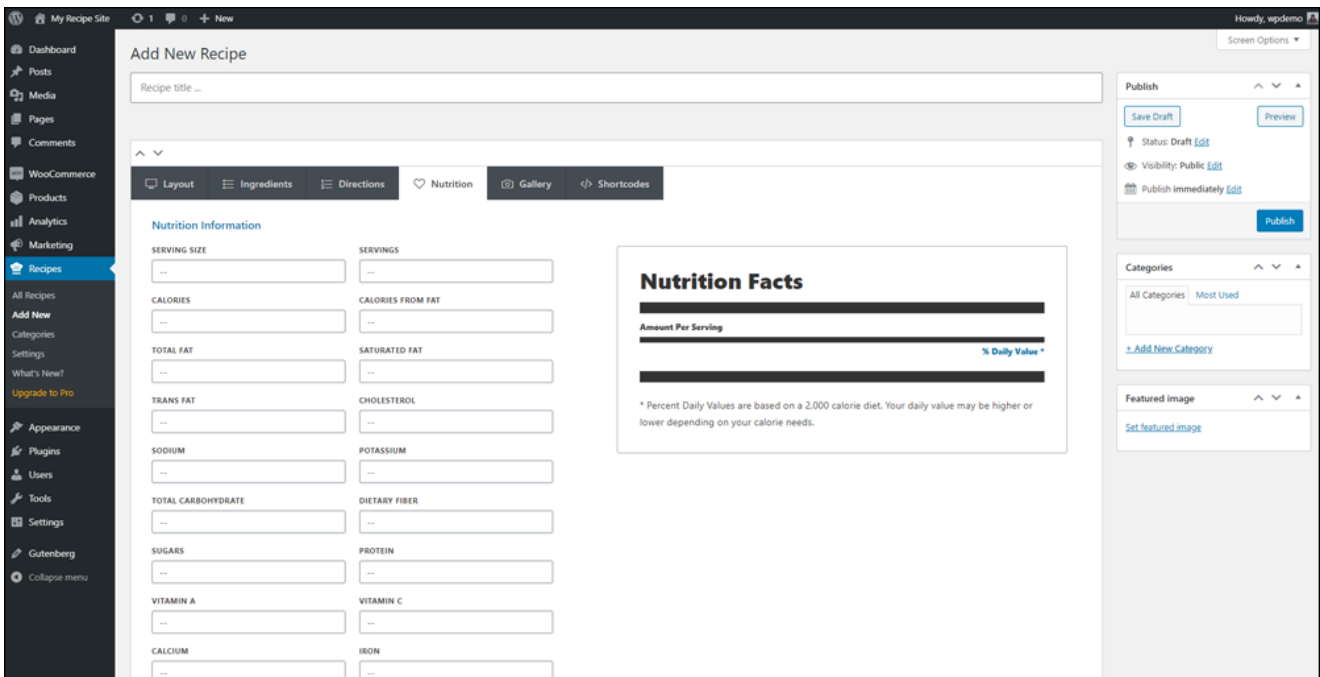 My Recipe Site
1
0
+ New
Howdy, wpdemo
Dashboard
Posts
Media
Pages
Comments
WooCommerce
Products
Analytics
Marketing
Recipes
All Recipes
Add New
Categories
Settings
What's New?
Upgrade to Pro
Appearance
Plugins
Users
Tools
Settings
Gutenberg
Collapse menu
Screen Options
Add New Recipe
Recipe title ...
Layout
Ingredients
Directions
Nutrition
Gallery
Shortcodes
Nutrition Information
SERVING SIZE
SERVINGS
--
--
CALORIES
CALORIES FROM FAT
--
--
TOTAL FAT
SATURATED FAT
--
--
TRANS FAT
CHOLESTEROL
--
--
SODIUM
POTASSIUM
--
--
TOTAL CARBOHYDRATE
DIETARY FIBER
--
--
SUGARS
PROTEIN
--
--
VITAMIN A
VITAMIN C
--
--
CALCIUM
IRON
--
--
Nutrition Facts
Amount Per Serving
% Daily Value *
* Percent Daily Values are based on a 2,000 calorie diet. Your daily value may be higher or
lower depending on your calorie needs.
Publish
Save Draft
Preview
Status: Draft Edit
Visibility: Public Edit
Publish immediately Edit
Publish
Categories
All Categories
Most Used
+ Add New Category
Featured image
Set featured image